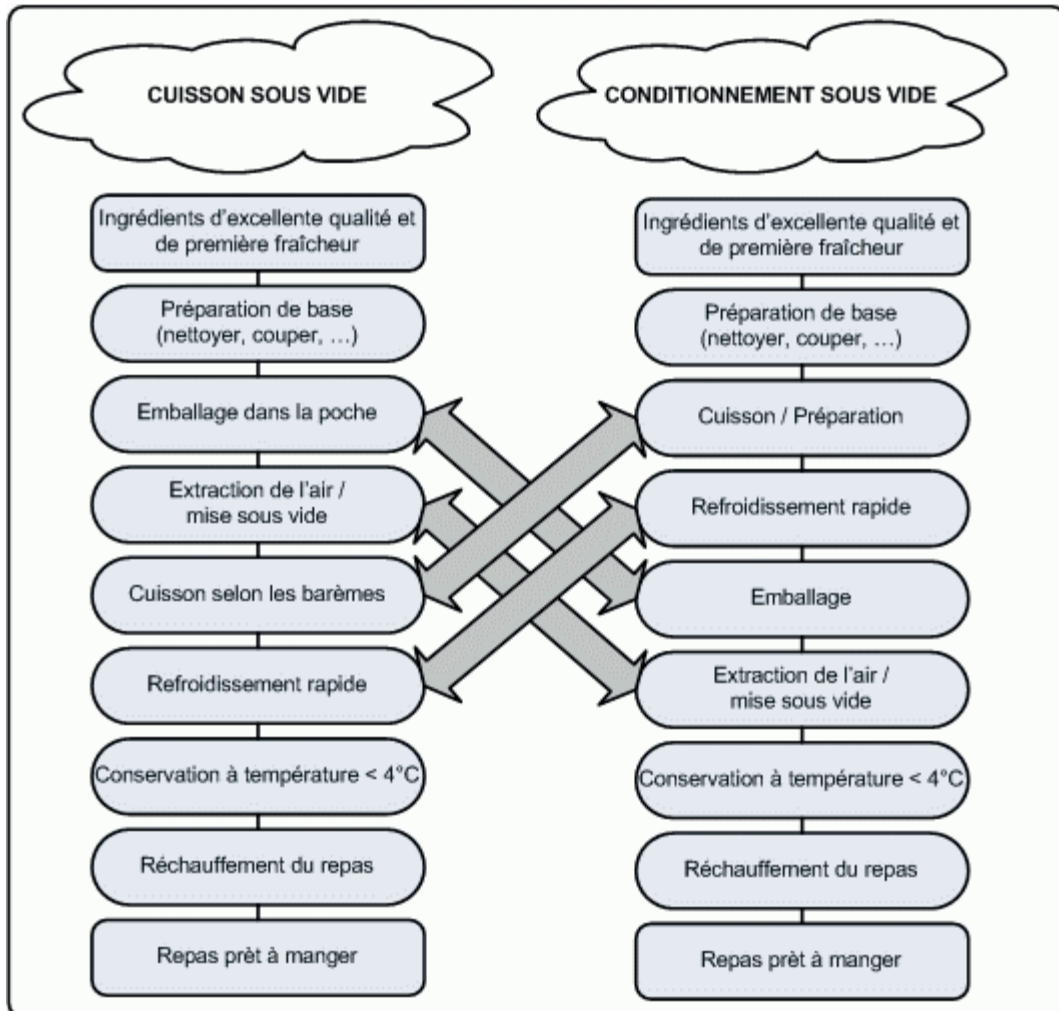 CUISSON SOUS VIDE
Ingrédients d'excellente qualité et
de première fraîcheur
Préparation de base
(nettoyer, couper, …)
Emballage dans la poche
Extraction de l'air /
mise sous vide
Cuisson selon les barèmes
Refroidissement rapide
Conservation à température < 4°C
Réchauffement du repas
Repas prèt à manger
CONDITIONNEMENT SOUS VIDE
Ingrédients d'excellente qualité et
de première fraîcheur
Préparation de base
(nettoyer, couper, …)
Cuisson / Préparation
Refroidissement rapide
Emballage
Extraction de l'air /
mise sous vide
Conservation à température < 4°C
Réchauffement du repas
Repas prèt à manger